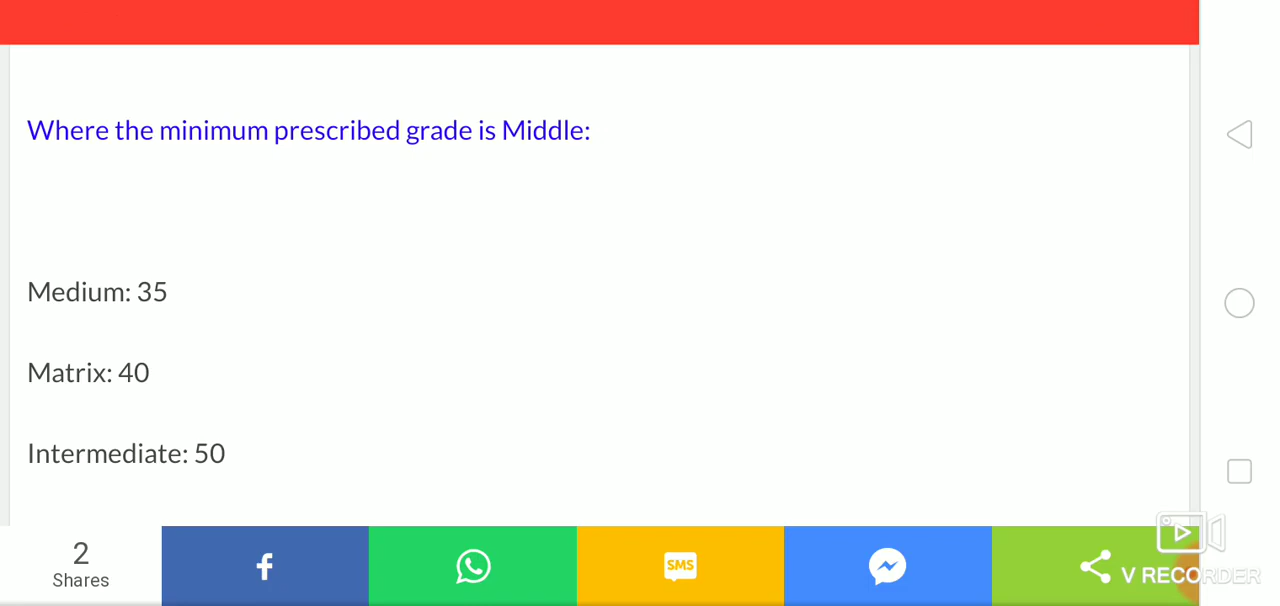 Where the minimum prescribed grade is Middle:
Medium: 35
Matrix: 40
Intermediate: 50
2
Shares
SMS
V RECORDER